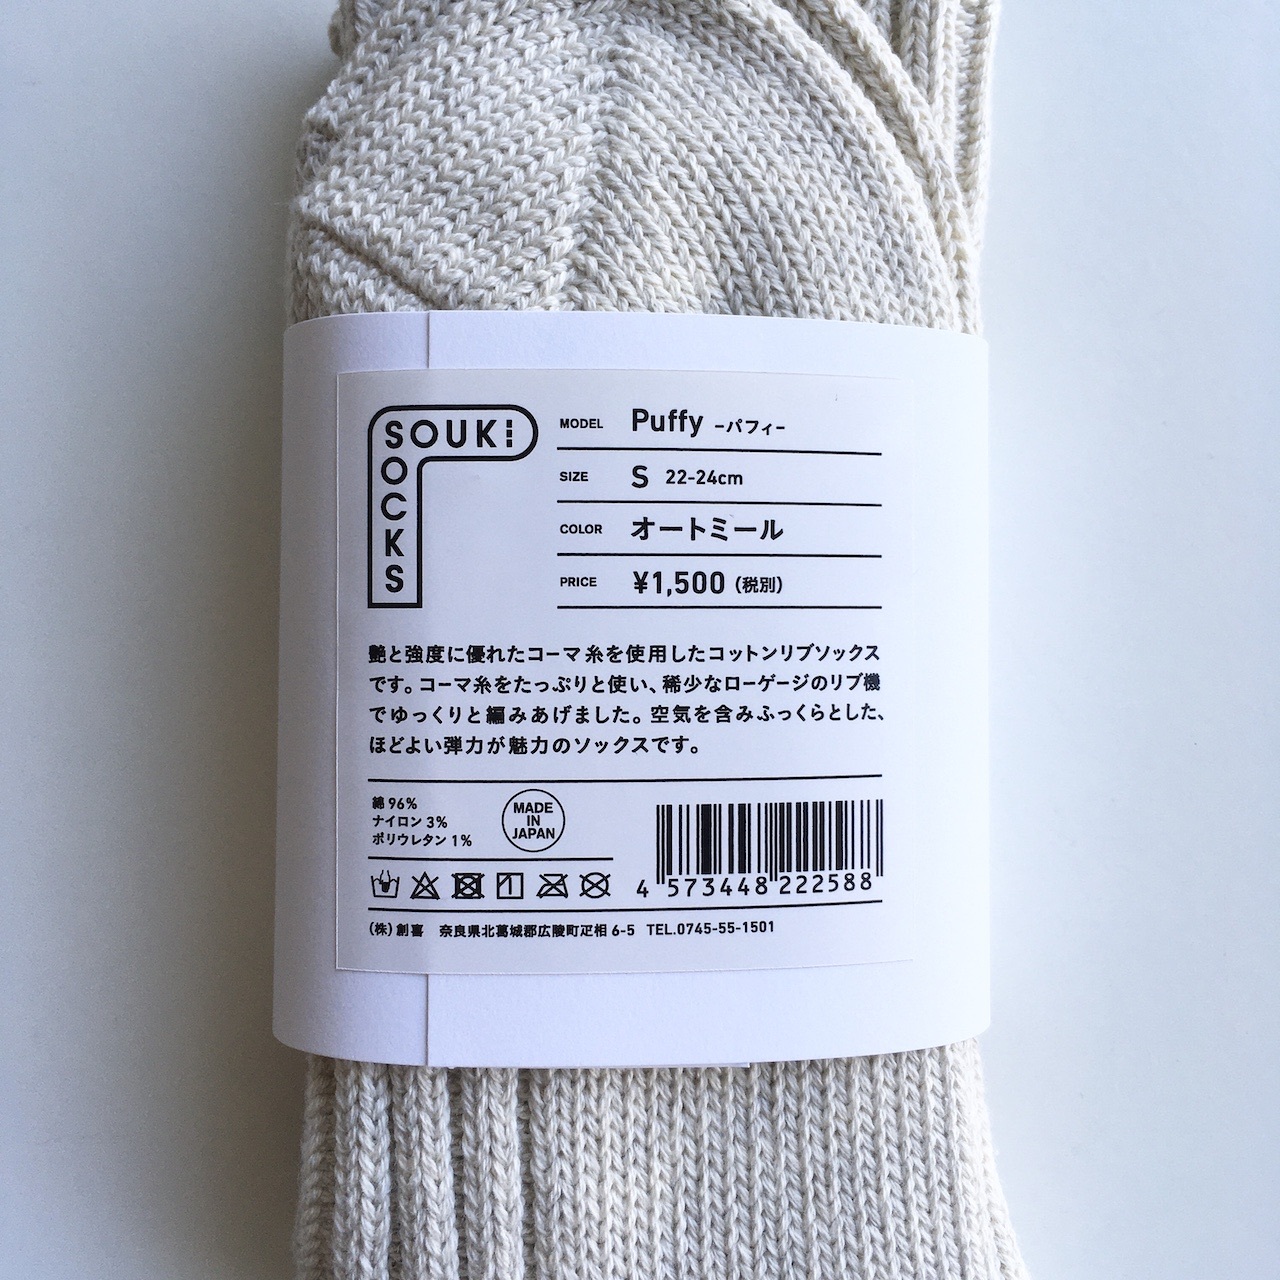 SOUKI
SOCKS
MODEL Puffy -パフィ-
SIZE S 22-24cm
COLOR オートミール
PRICE ¥1,500 (税別)
艶と強度に優れたコーマ糸を使用したコットンリブソックス
です。コーマ糸をたっぷりと使い、稀少なローゲージのリブ機
でゆっくりと編みあげました。空気を含みふっくらとした、
ほどよい弾力が魅力のソックスです。
綿 96%
ナイロン 3%
ポリウレタン 1%
MADE
IN
JAPAN
4 573448 222588
(株)創喜 奈良県北葛城郡広陵町疋相 6-5 TEL.0745-55-1501